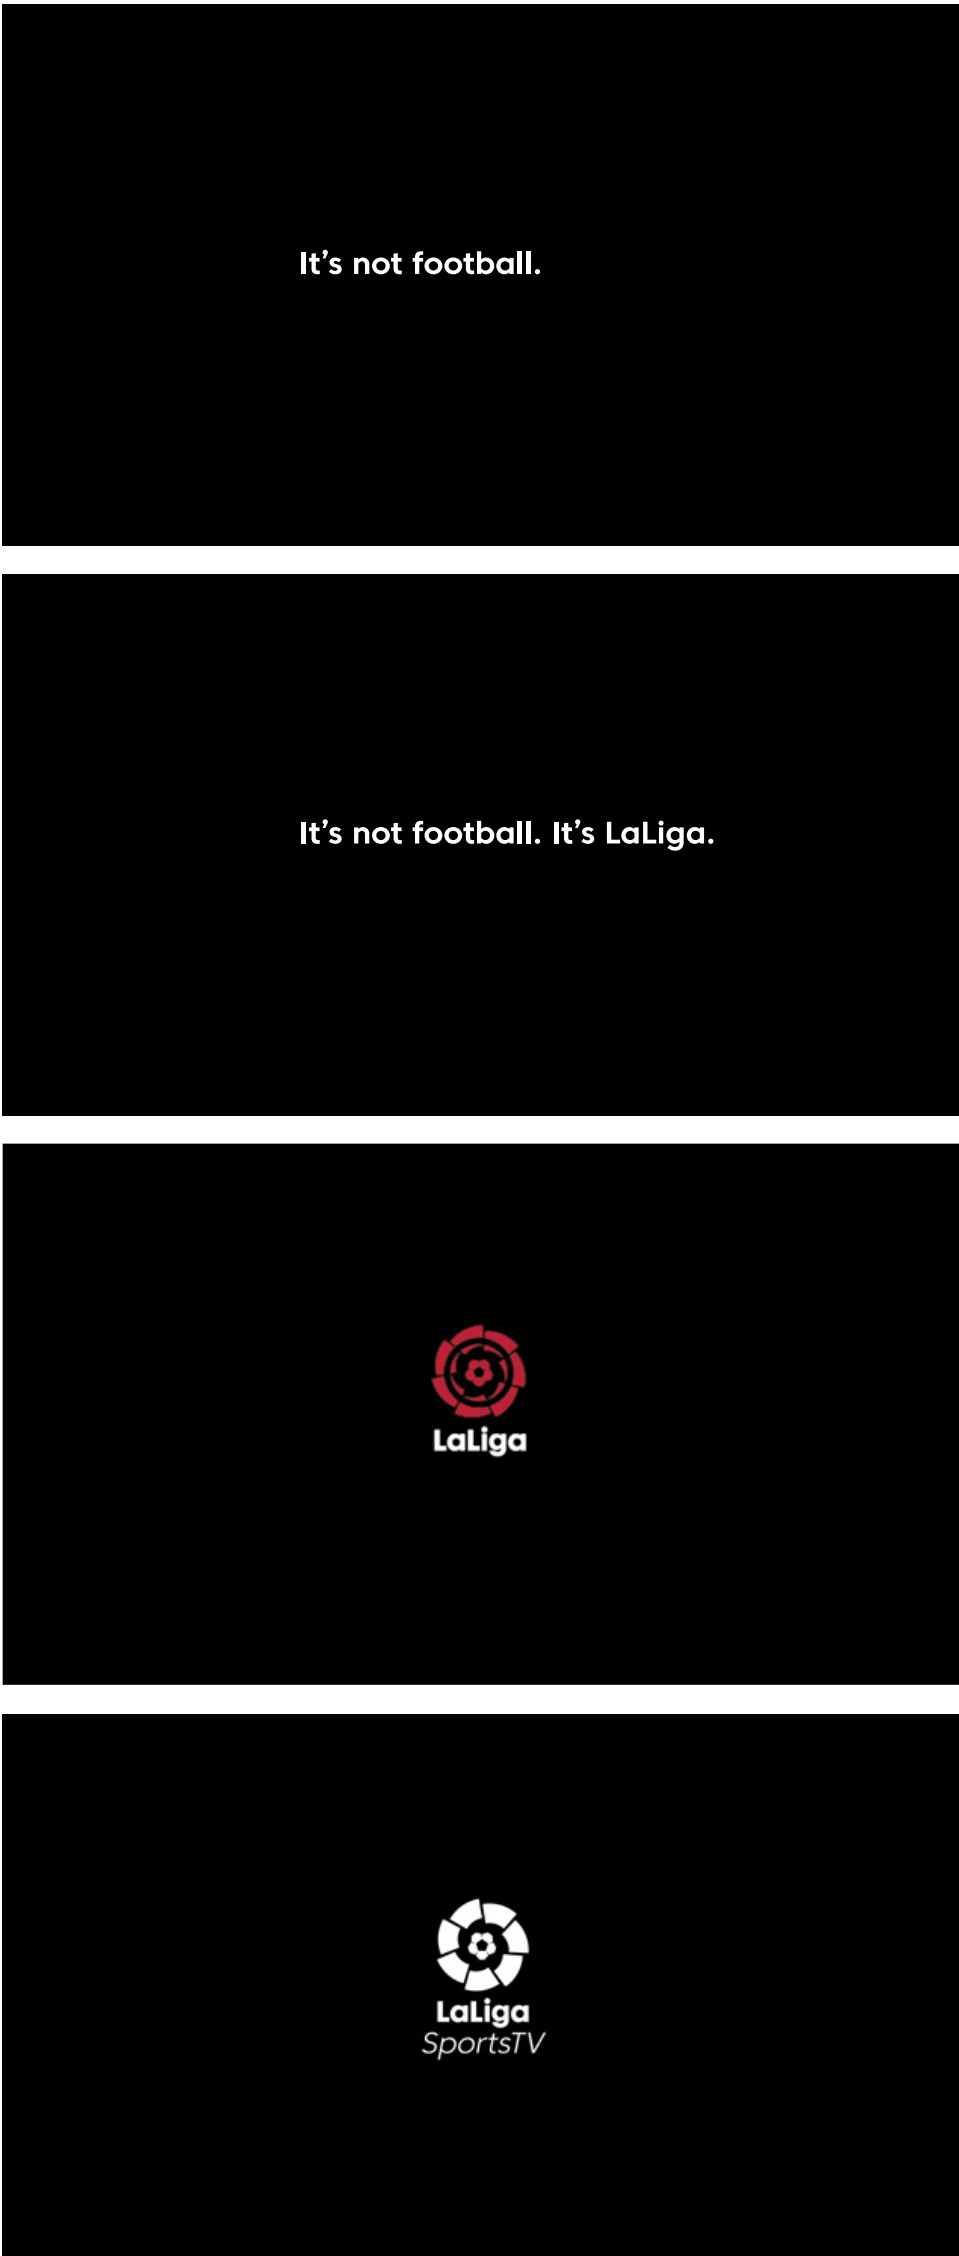 It’s not football.
It’s not football. It’s LaLiga.
LaLiga
LaLiga
SportsTV